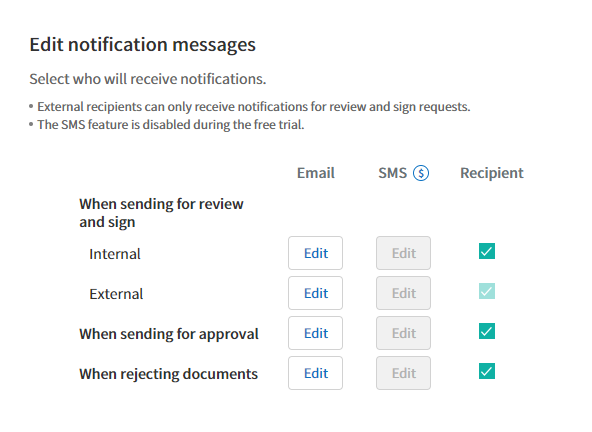 Edit notification messages
Select who will receive notifications.
• External recipients can only receive notifications for review and sign requests.
• The SMS feature is disabled during the free trial.
Email SMS $ Recipient
When sending for review
and sign
Internal Edit Edit
External Edit Edit
When sending for approval Edit Edit
When rejecting documents Edit Edit